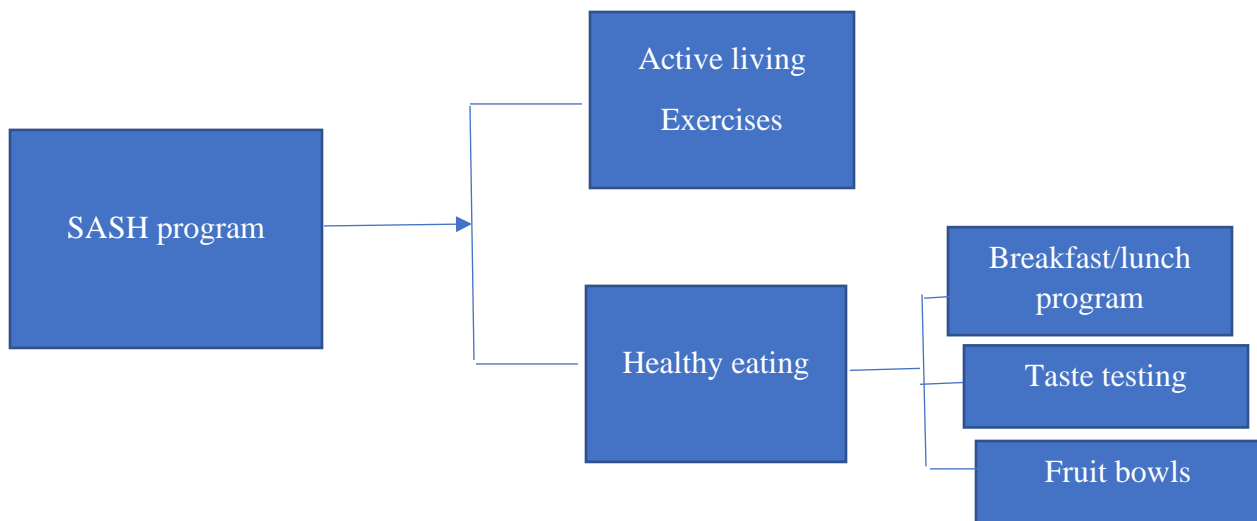 SASH program
Active living
Exercises
Healthy eating
Breakfast/lunch
program
Taste testing
Fruit bowls